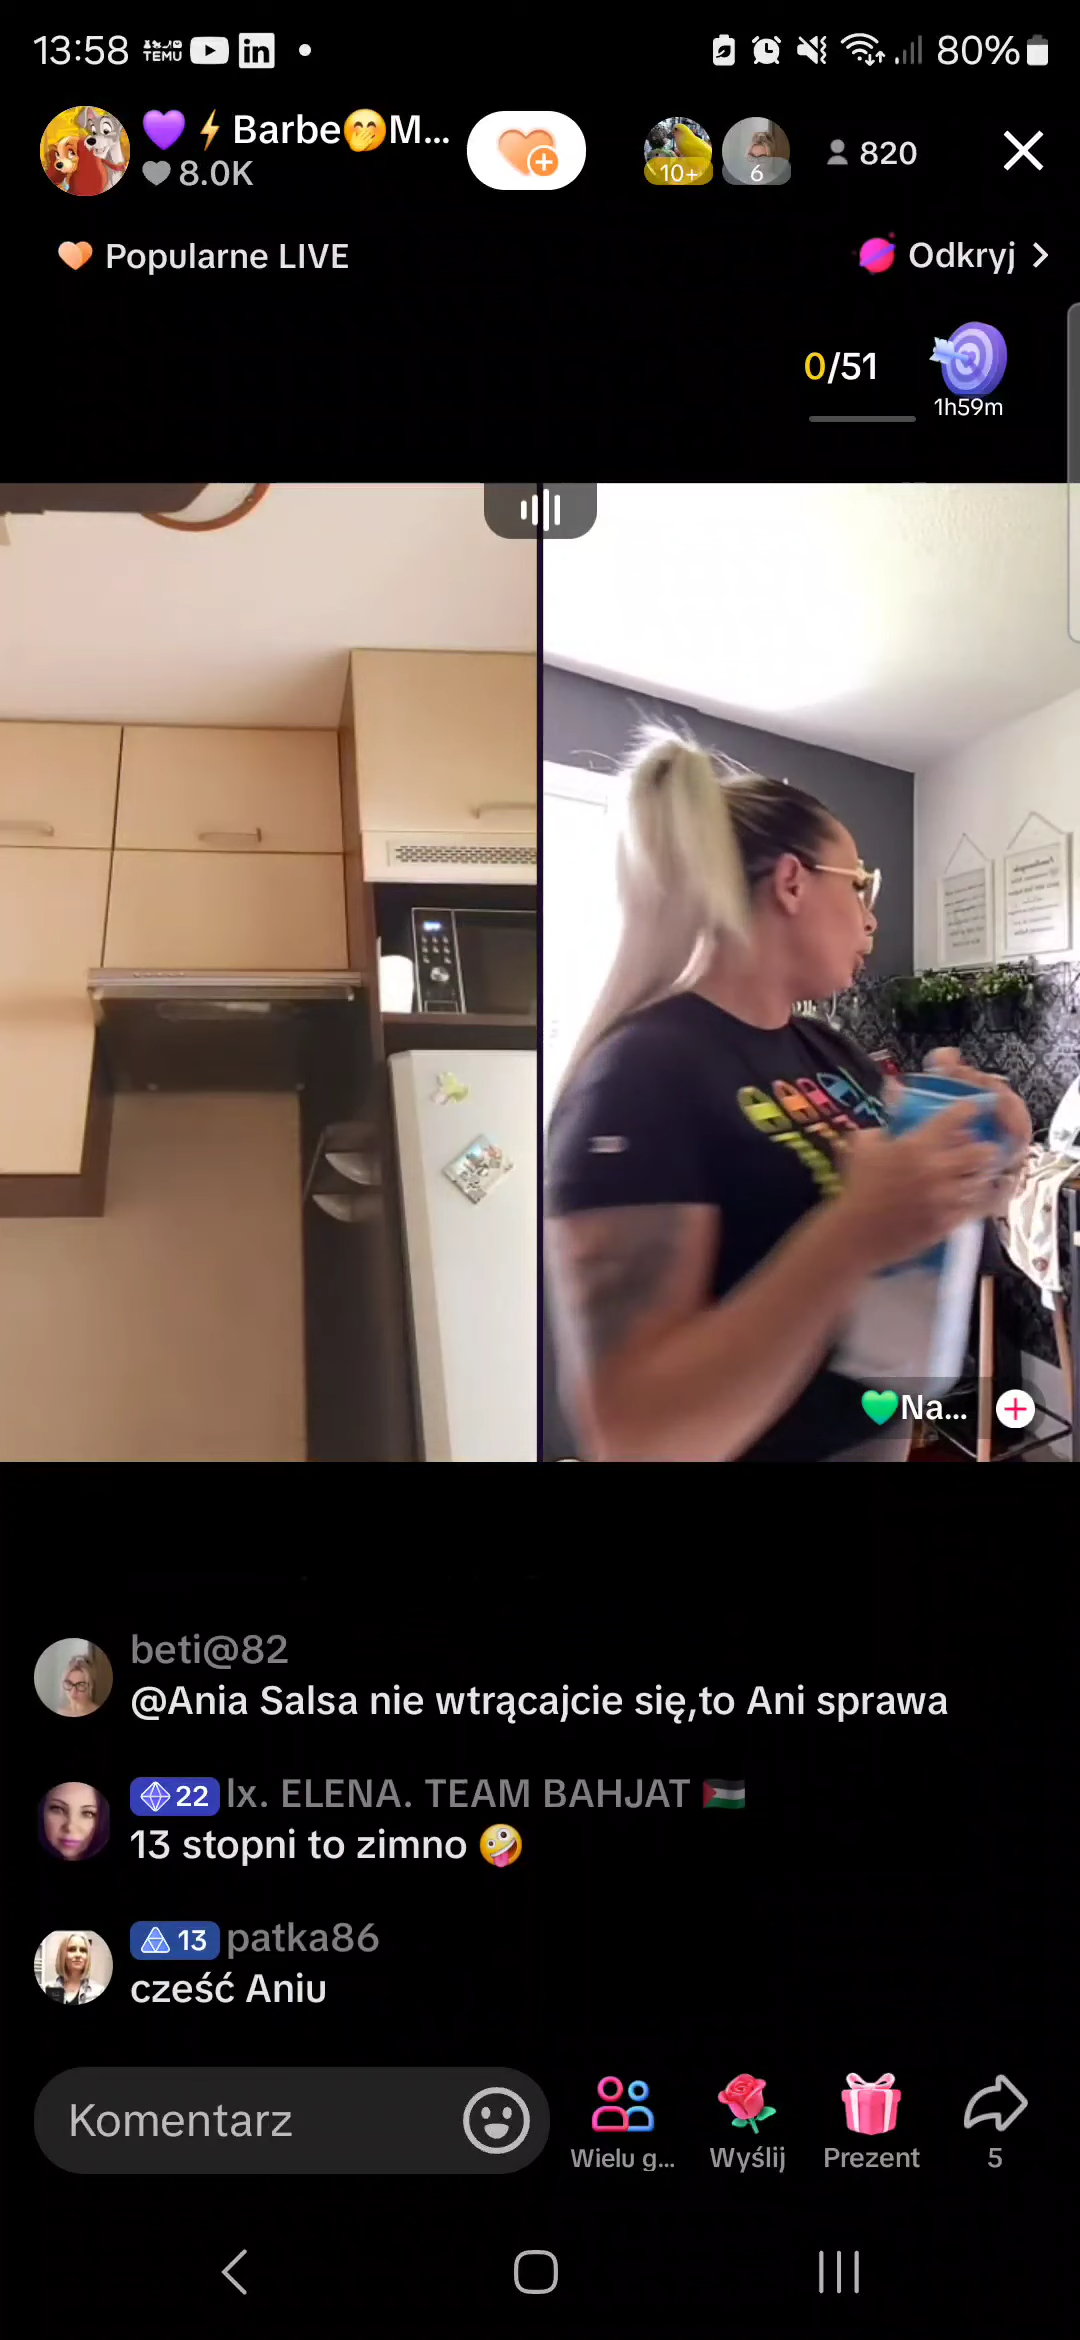 13:58
TEMU
in
80%
💜⚡Barbe🤭M...
8.0K
10+
6
820
Popularne LIVE
Odkryj >
0/51
1h59m
💚Na...
beti@82
@Ania Salsa nie wtrącajcie się,to Ani sprawa
22 lx. ELENA. TEAM BAHJAT 🇵🇸
13 stopni to zimno 🤪
13 patka86
cześć Aniu
Komentarz
Wielu g...
Wyślij
Prezent
5